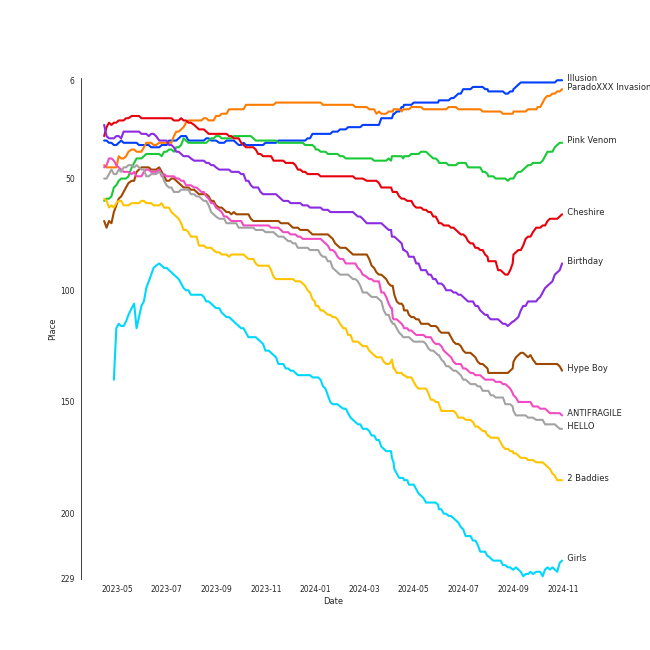 6
50
100
150
200
229
Place
2023-05 2023-07 2023-09 2023-11 2024-01 2024-03 2024-05 2024-07 2024-09 2024-11
Date
Illusion
ParadoXXX Invasion
Pink Venom
Cheshire
Birthday
Hype Boy
ANTIFRAGILE
HELLO
2 Baddies
Girls